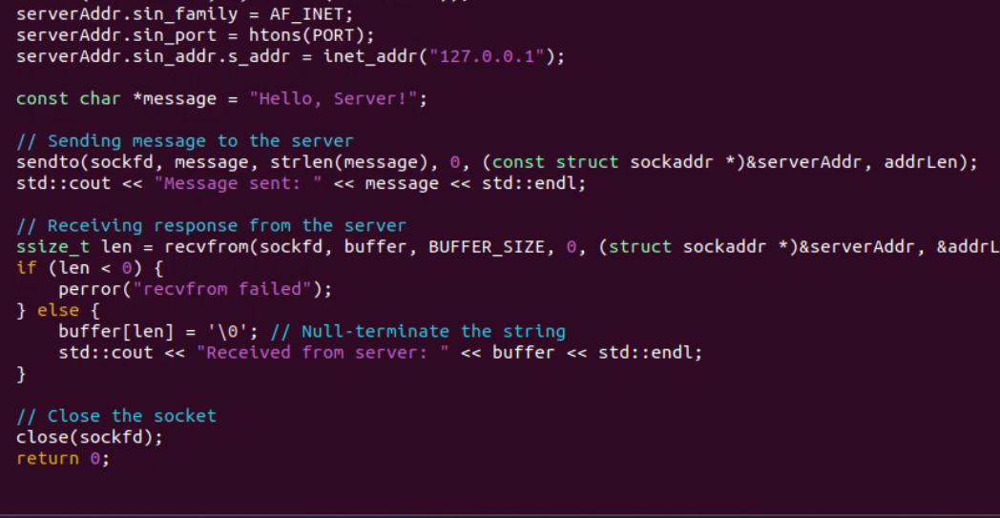 serverAddr.sin_family = AF_INET;
serverAddr.sin_port = htons(PORT);
serverAddr.sin_addr.s_addr = inet_addr("127.0.0.1");
const char *message = "Hello, Server!";
// Sending message to the server
sendto(sockfd, message, strlen(message), 0, (const struct sockaddr *)&serverAddr, addrLen);
std::cout << "Message sent: " << message << std::endl;
// Receiving response from the server
ssize_t len = recvfrom(sockfd, buffer, BUFFER_SIZE, 0, (struct sockaddr *)&serverAddr, &addrL
if (len < 0) {
    perror("recvfrom failed");
} else {
    buffer[len] = '\0'; // Null-terminate the string
    std::cout << "Received from server: " << buffer << std::endl;
}
// Close the socket
close(sockfd);
return 0;